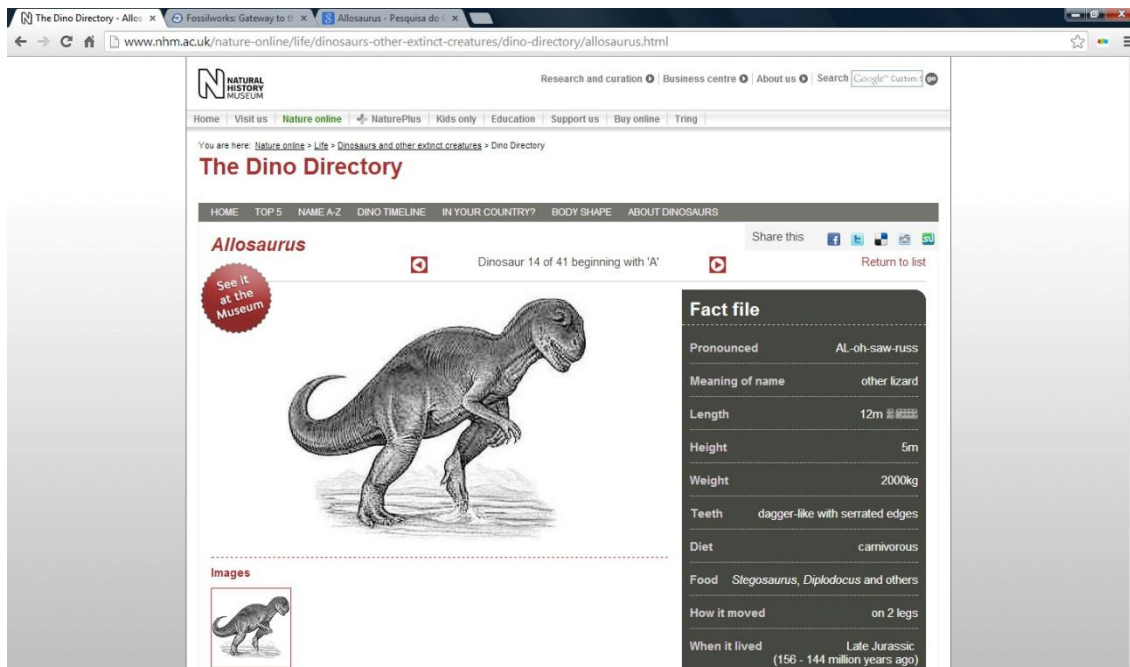 The Dino Directory - Allos
Fossilworks: Gateway to t
Allosaurus - Pesquisa do
www.nhm.ac.uk/nature-online/life/dinosaurs-other-extinct-creatures/dino-directory/allosaurus.html
NATURAL HISTORY MUSEUM
Research and curation | Business centre | About us | Search Google™ Custom go
Home | Visit us | Nature online | NaturePlus | Kids only | Education | Support us | Buy online | Tring
You are here: Nature online > Life > Dinosaurs and other extinct creatures > Dino Directory
The Dino Directory
HOME TOP 5 NAME A-Z DINO TIMELINE IN YOUR COUNTRY? BODY SHAPE ABOUT DINOSAURS
Allosaurus
Share this
Dinosaur 14 of 41 beginning with 'A'
Return to list
See it
at the
Museum
Fact file
Pronounced AL-oh-saw-russ
Meaning of name other lizard
Length 12m
Height 5m
Weight 2000kg
Teeth dagger-like with serrated edges
Diet carnivorous
Food Stegosaurus, Diplodocus and others
How it moved on 2 legs
When it lived Late Jurassic
(156 - 144 million years ago)
Images